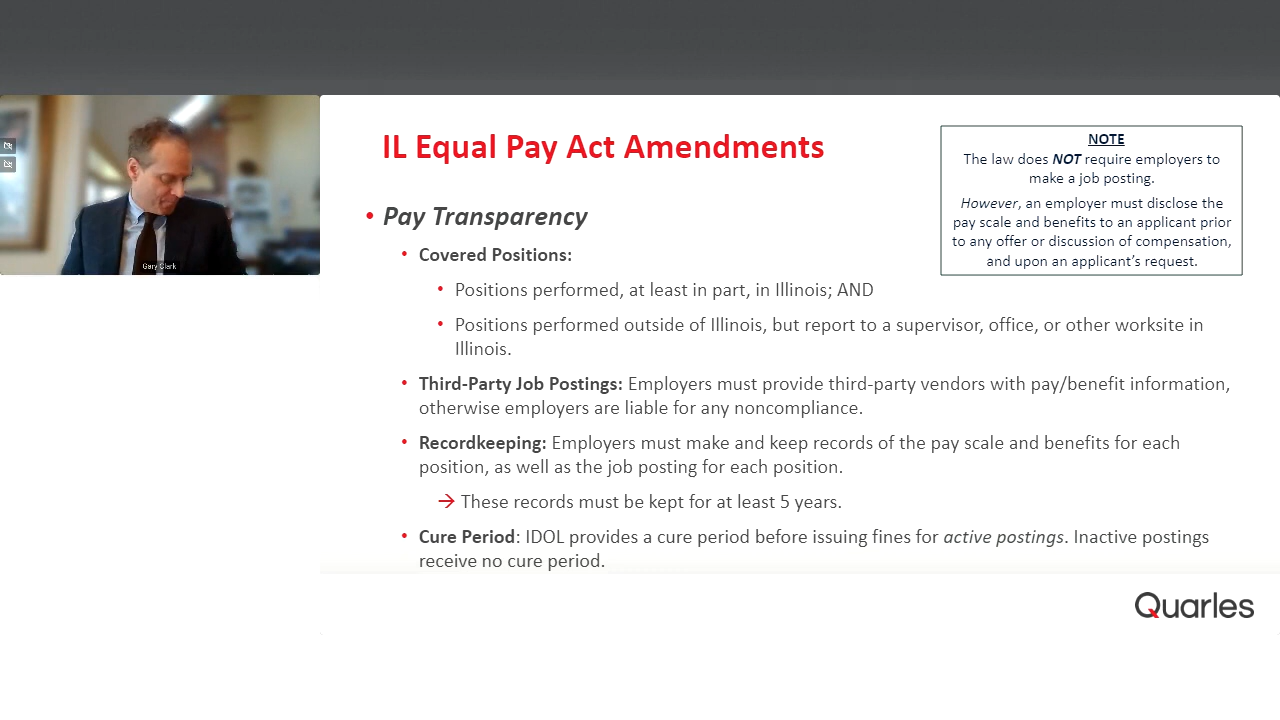 IL Equal Pay Act Amendments
NOTE
The law does NOT require employers to
make a job posting.
However, an employer must disclose the
pay scale and benefits to an applicant prior
to any offer or discussion of compensation,
and upon an applicant's request.
• Pay Transparency
• Covered Positions:
• Positions performed, at least in part, in Illinois; AND
• Positions performed outside of Illinois, but report to a supervisor, office, or other worksite in
Illinois.
• Third-Party Job Postings: Employers must provide third-party vendors with pay/benefit information,
otherwise employers are liable for any noncompliance.
• Recordkeeping: Employers must make and keep records of the pay scale and benefits for each
position, as well as the job posting for each position.
→ These records must be kept for at least 5 years.
• Cure Period: IDOL provides a cure period before issuing fines for active postings. Inactive postings
receive no cure period.
Gary Clark
Quarles